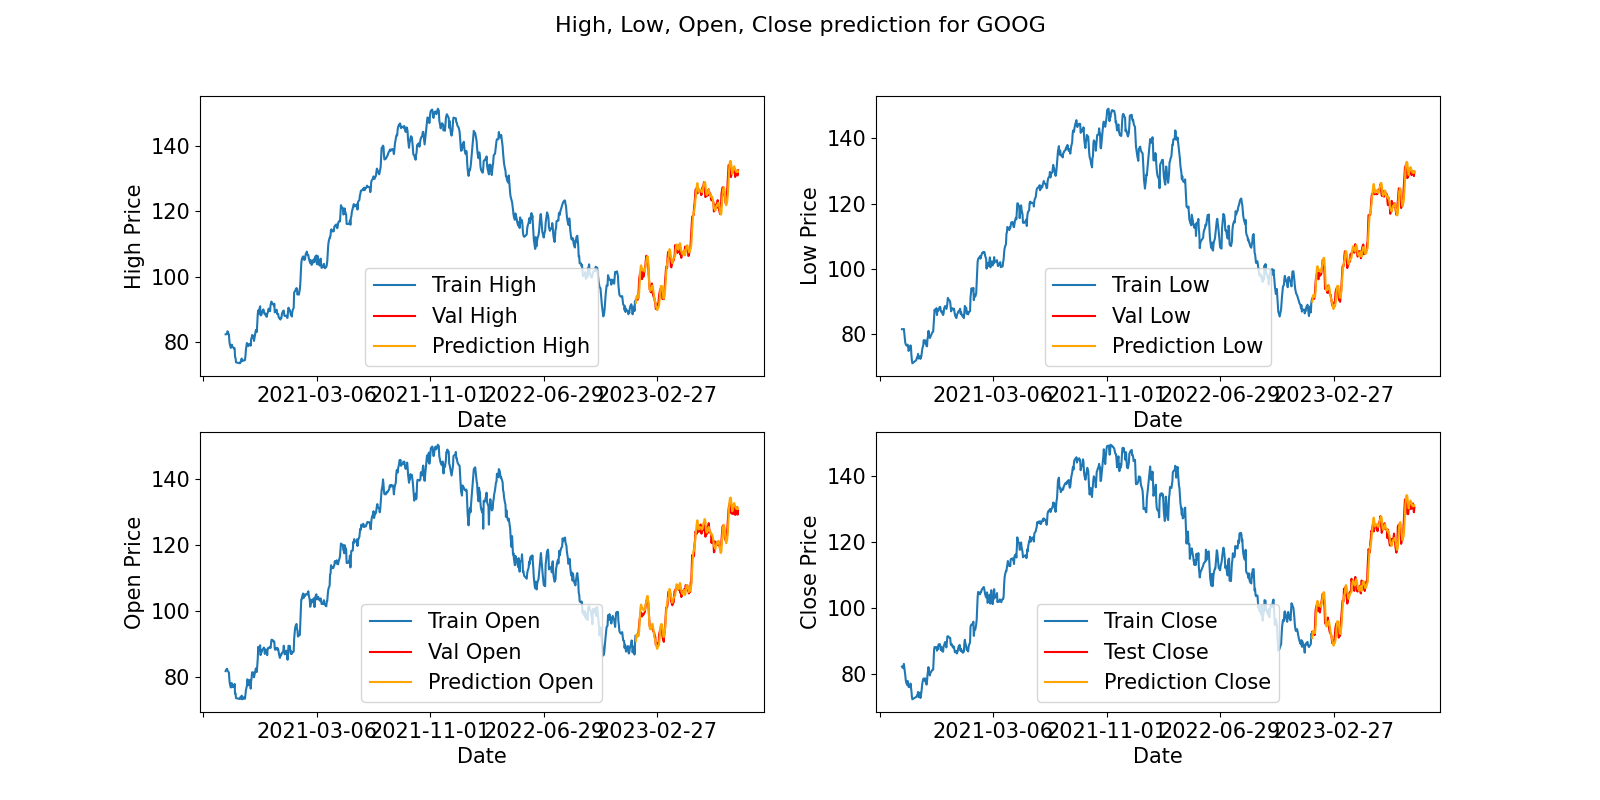 High, Low, Open, Close prediction for GOOG
High Price
140
120
100
80
Train High
Val High
Prediction High
2021-03-06
2021-11-01
2022-06-29
2023-02-27
Date
Low Price
140
120
100
80
Train Low
Val Low
Prediction Low
2021-03-06
2021-11-01
2022-06-29
2023-02-27
Date
Open Price
140
120
100
80
Train Open
Val Open
Prediction Open
2021-03-06
2021-11-01
2022-06-29
2023-02-27
Date
Close Price
140
120
100
80
Train Close
Test Close
Prediction Close
2021-03-06
2021-11-01
2022-06-29
2023-02-27
Date